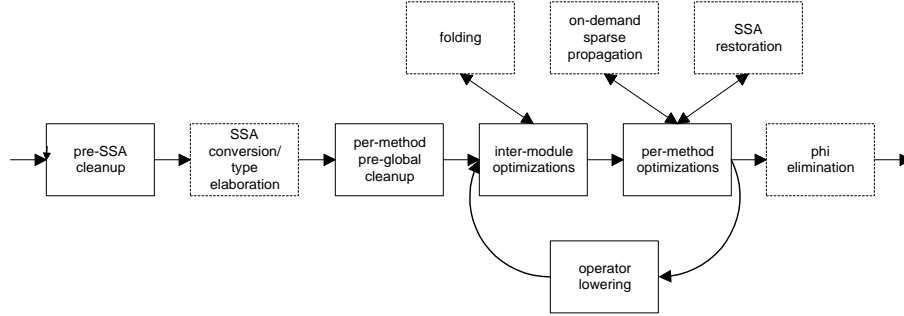 folding
on-demand
sparse
propagation
SSA
restoration
pre-SSA
cleanup
SSA
conversion/
type
elaboration
per-method
pre-global
cleanup
inter-module
optimizations
per-method
optimizations
phi
elimination
operator
lowering